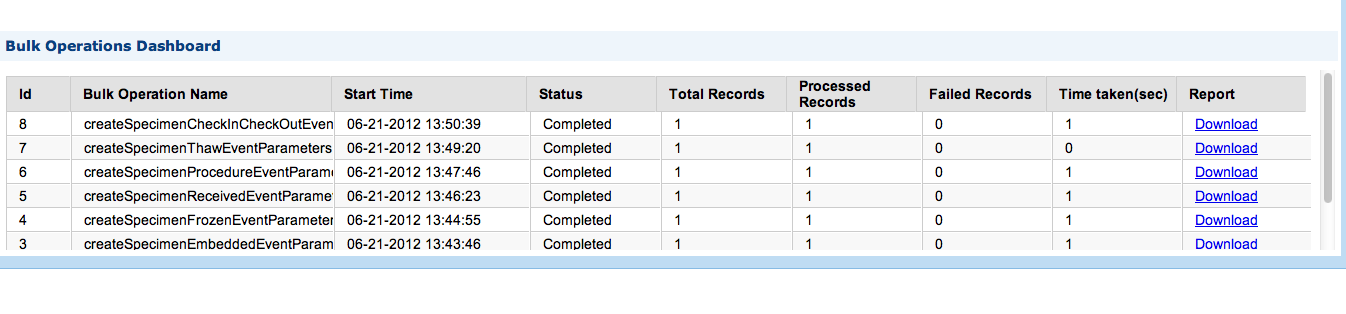 Bulk Operations Dashboard
Id Bulk Operation Name Start Time Status Total Records Processed Records Failed Records Time taken(sec) Report
8 createSpecimenCheckInCheckOutEven 06-21-2012 13:50:39 Completed 1 1 0 1 Download
7 createSpecimenThawEventParameters 06-21-2012 13:49:20 Completed 1 1 0 0 Download
6 createSpecimenProcedureEventParam 06-21-2012 13:47:46 Completed 1 1 0 1 Download
5 createSpecimenReceivedEventParame 06-21-2012 13:46:23 Completed 1 1 0 1 Download
4 createSpecimenFrozenEventParameter 06-21-2012 13:44:55 Completed 1 1 0 1 Download
3 createSpecimenEmbeddedEventParam 06-21-2012 13:43:46 Completed 1 1 0 1 Download